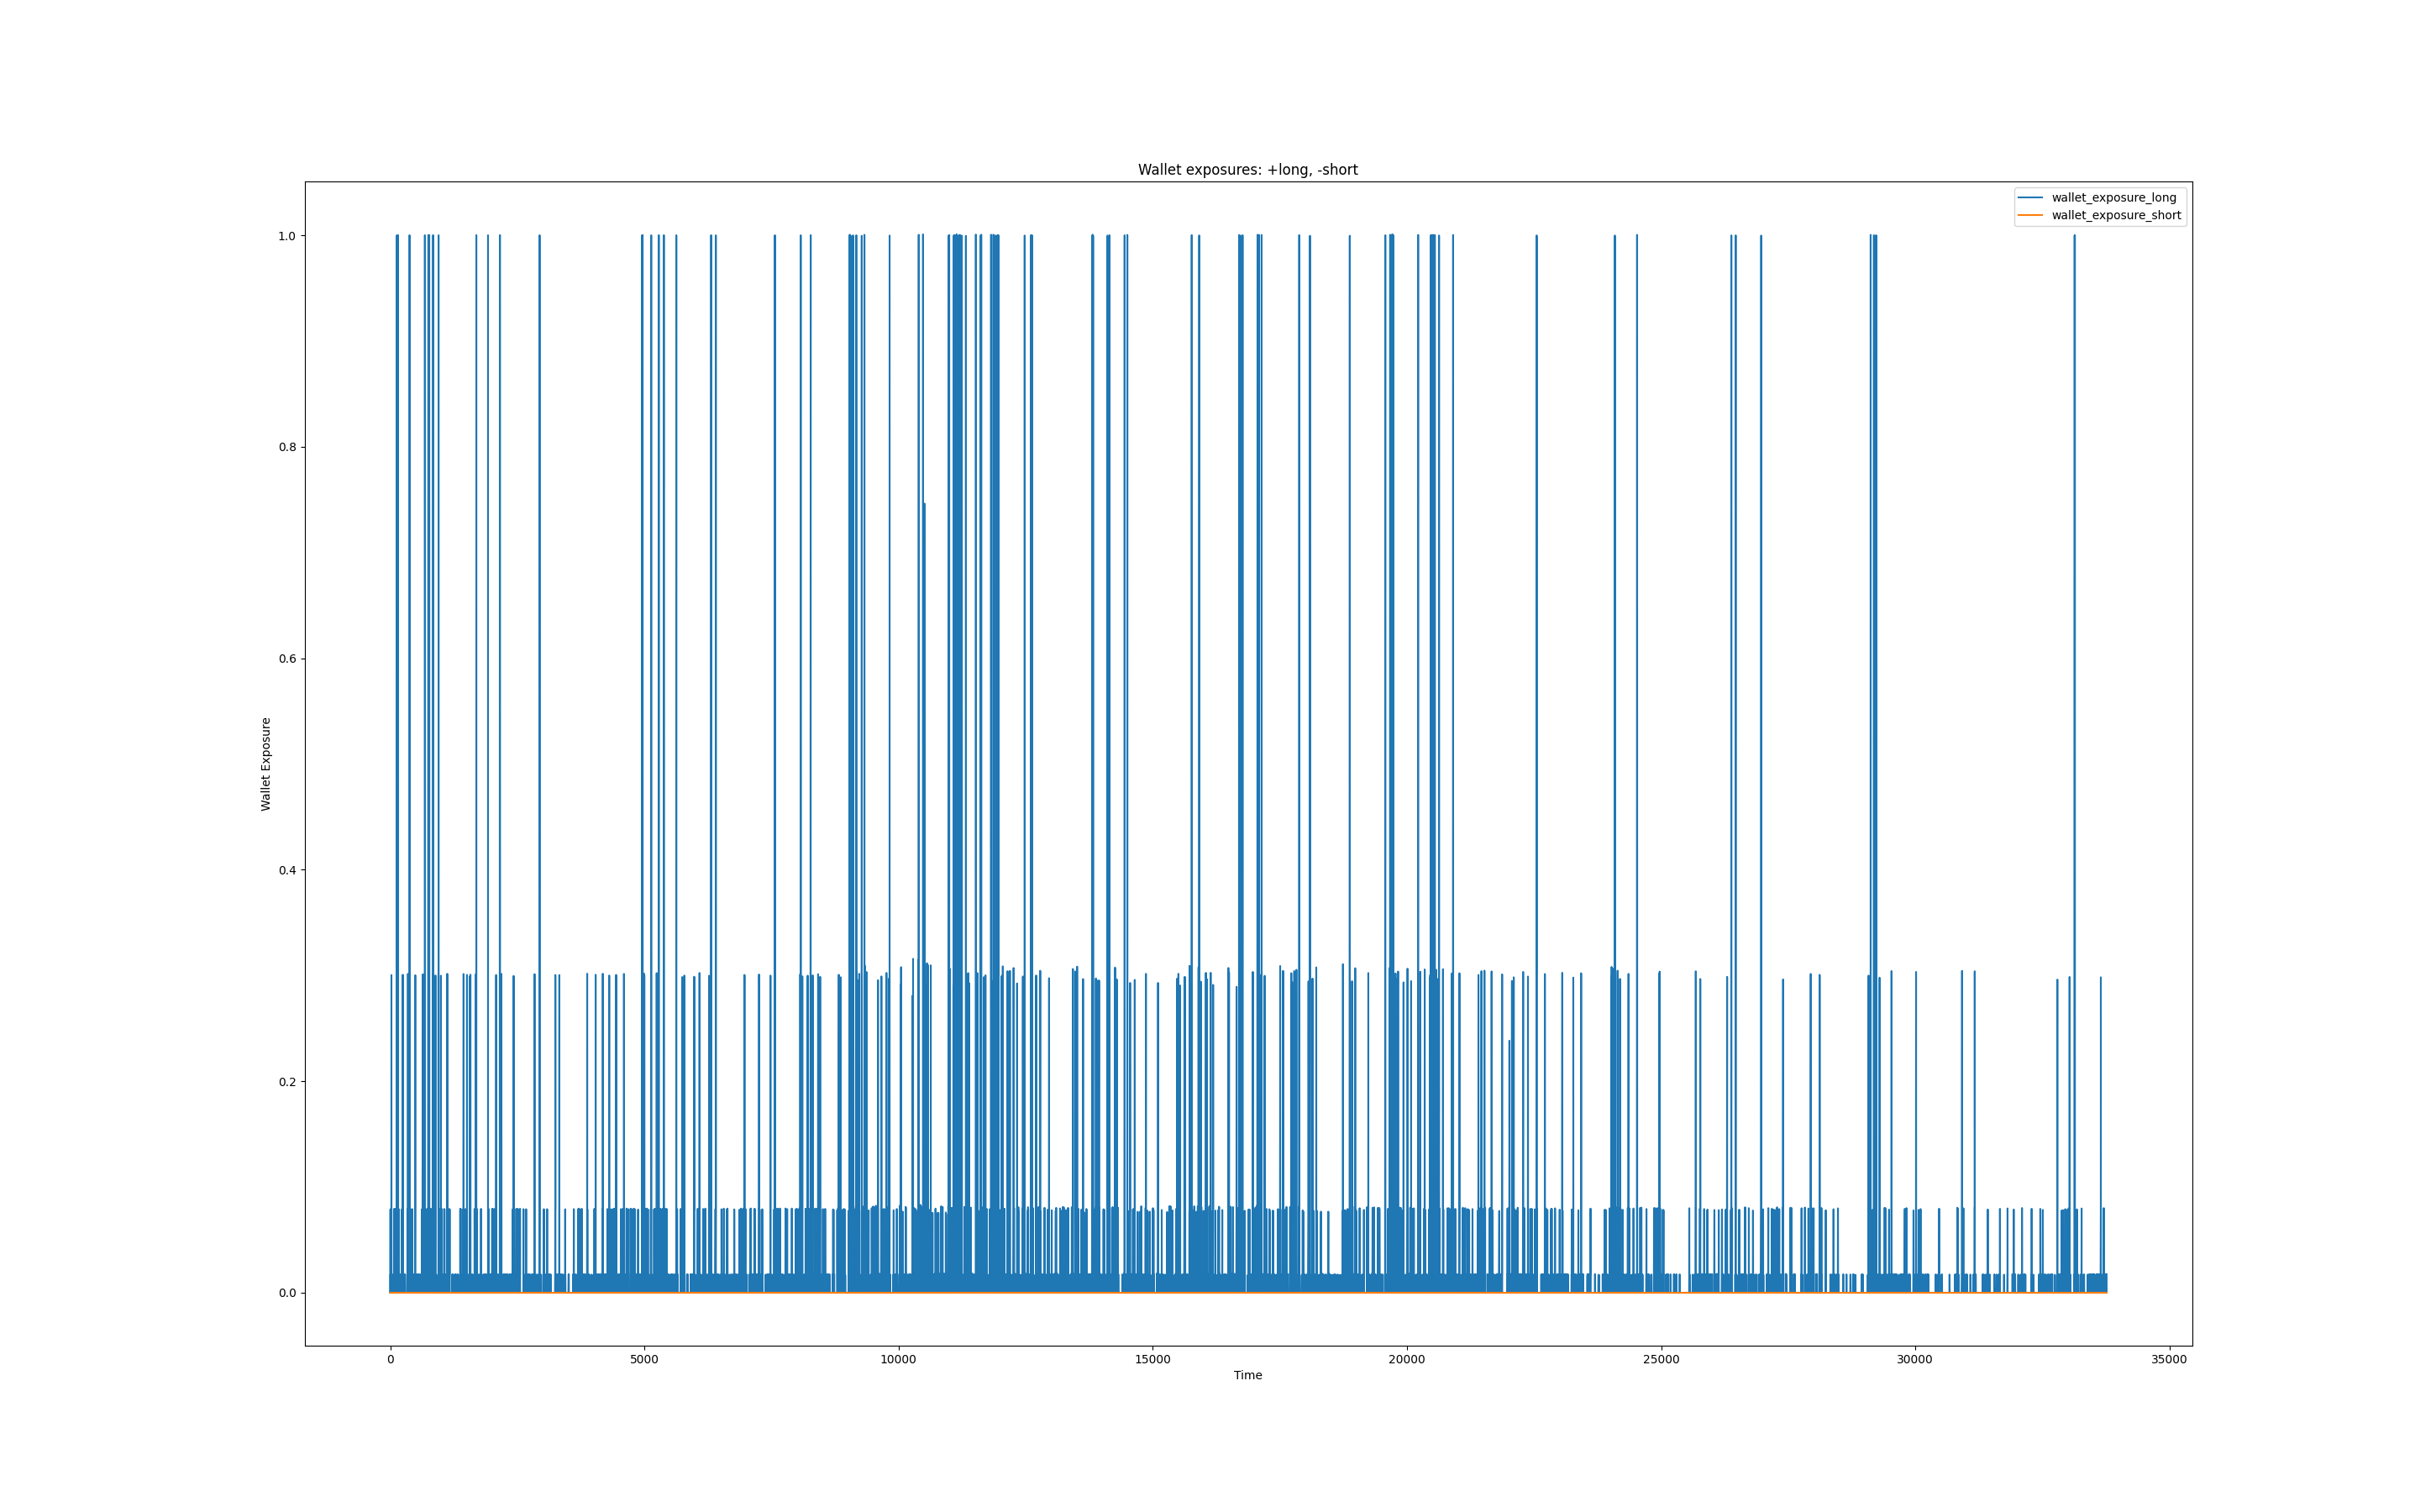 Wallet exposures: +long, -short
wallet_exposure_long
wallet_exposure_short
1.0
0.8
0.6
0.4
0.2
0.0
Wallet Exposure
0 5000 10000 15000 20000 25000 30000 35000
Time